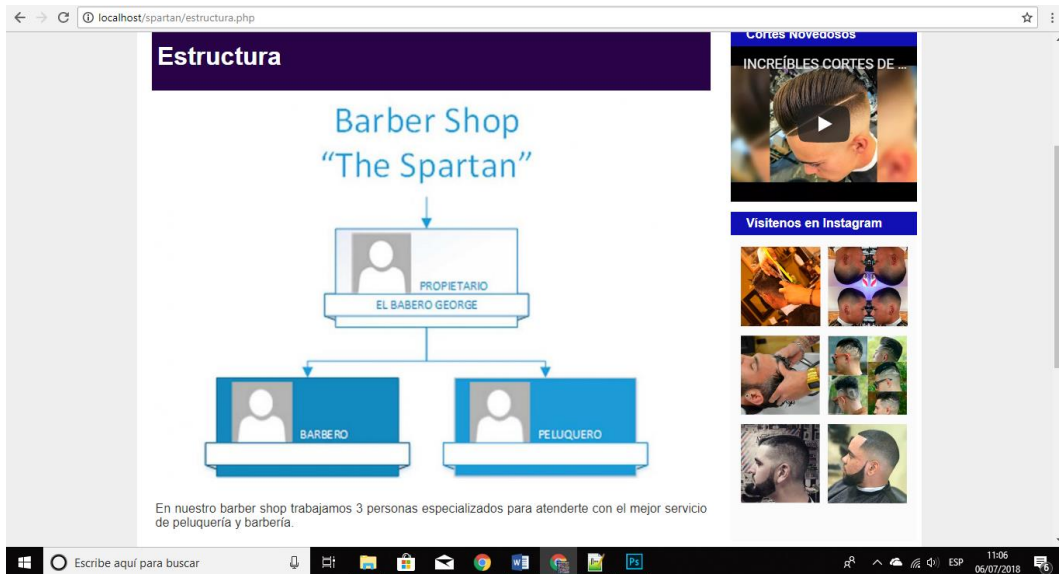 localhost/spartan/estructura.php
Estructura
Barber Shop
“The Spartan”
PROPIETARIO
EL BABERO GEORGE
BARBERO
PELUQUERO
En nuestro barber shop trabajamos 3 personas especializados para atenderte con el mejor servicio
de peluquería y barbería.
Cortes Novedosos
INCREÍBLES CORTES DE ...
Visitenos en Instagram
Escribe aquí para buscar
Ps
ESP
11:06
06/07/2018
6